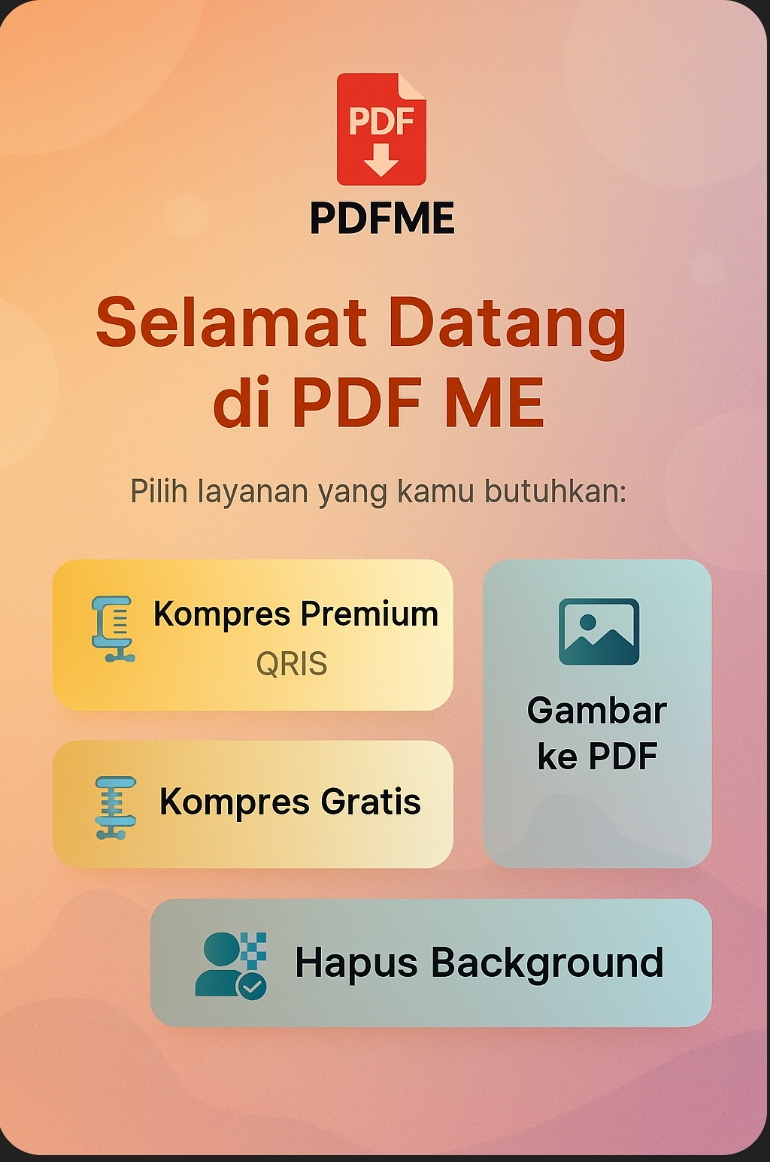 PDF
PDFME
Selamat Datang
di PDF ME
Pilih layanan yang kamu butuhkan:
Kompres Premium
QRIS
Gambar
ke PDF
Kompres Gratis
Hapus Background